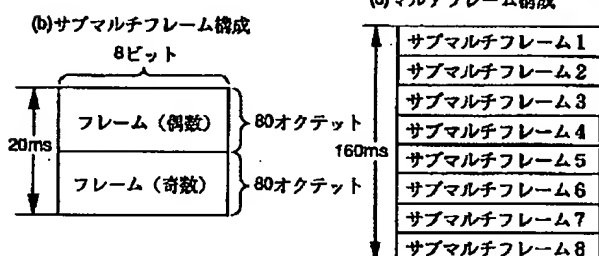 (b)サブマルチフレーム構成
8ビット
20ms
フレーム（偶数）
80オクテット
フレーム（奇数）
80オクテット
マルチフレーム構成
160ms
サブマルチフレーム1
サブマルチフレーム2
サブマルチフレーム3
サブマルチフレーム4
サブマルチフレーム5
サブマルチフレーム6
サブマルチフレーム7
サブマルチフレーム8